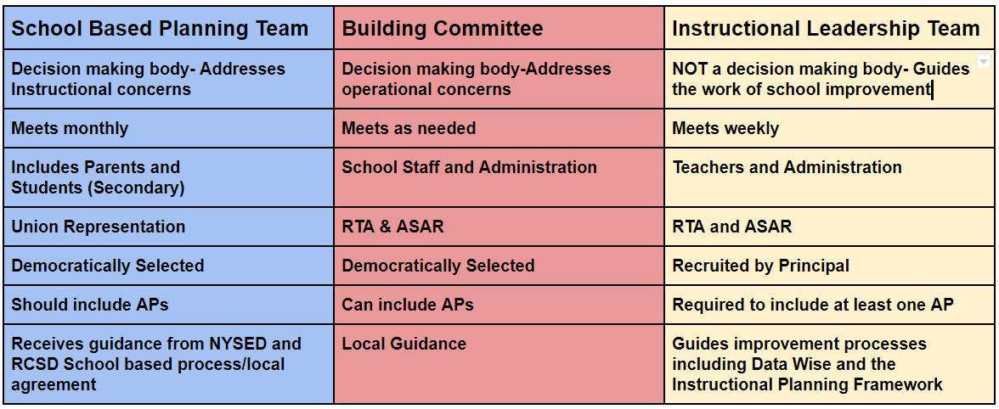 School Based Planning Team
Building Committee
Instructional Leadership Team
Decision making body- Addresses
Instructional concerns
Decision making body-Addresses
operational concerns
NOT a decision making body- Guides
the work of school improvement
Meets monthly
Meets as needed
Meets weekly
Includes Parents and
Students (Secondary)
School Staff and Administration
Teachers and Administration
Union Representation
RTA & ASAR
RTA and ASAR
Democratically Selected
Democratically Selected
Recruited by Principal
Should include APs
Can include APs
Required to include at least one AP
Receives guidance from NYSED and
RCSD School based process/local
agreement
Local Guidance
Guides improvement processes
including Data Wise and the
Instructional Planning Framework